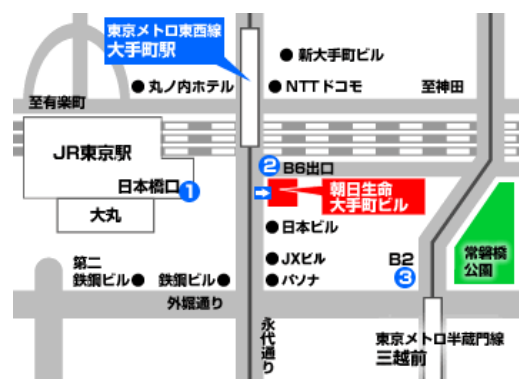 東京メトロ東西線
大手町駅
新大手町ビル
丸ノ内ホテル
NTTドコモ
至神田
至有楽町
JR東京駅
2
B6出口
日本橋口
1
朝日生命
大手町ビル
大丸
日本ビル
JXビル
B2
常磐橋
公園
第二
鉄鋼ビル
鉄鋼ビル
パソナ
3
外堀通り
永代通り
東京メトロ半蔵門線
三越前